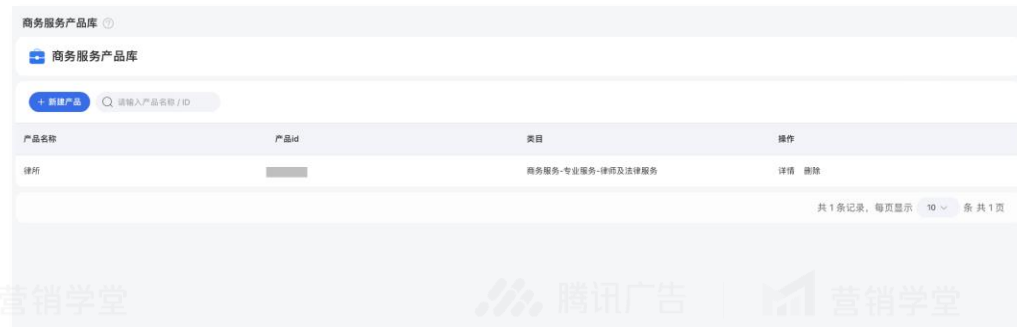 商务服务产品库 ?
商务服务产品库
+ 新建产品 请输入产品名称 / ID
产品名称 产品id 类目 操作
律所 商务服务-专业服务-律师及法律服务 详情 删除
共 1 条记录，每页显示 10 条 共 1 页
营销学堂 腾讯广告 营销学堂